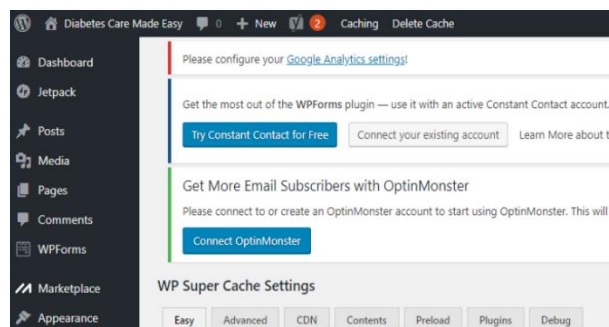 Diabetes Care Made Easy 0 + New 2 Caching Delete Cache
Dashboard
Jetpack
Posts
Media
Pages
Comments
WPForms
Marketplace
Appearance
Please configure your Google Analytics settings!
Get the most out of the WPForms plugin — use it with an active Constant Contact account.
Try Constant Contact for Free Connect your existing account Learn More about t
Get More Email Subscribers with OptinMonster
Please connect to or create an OptinMonster account to start using OptinMonster. This will
Connect OptinMonster
WP Super Cache Settings
Easy Advanced CDN Contents Preload Plugins Debug